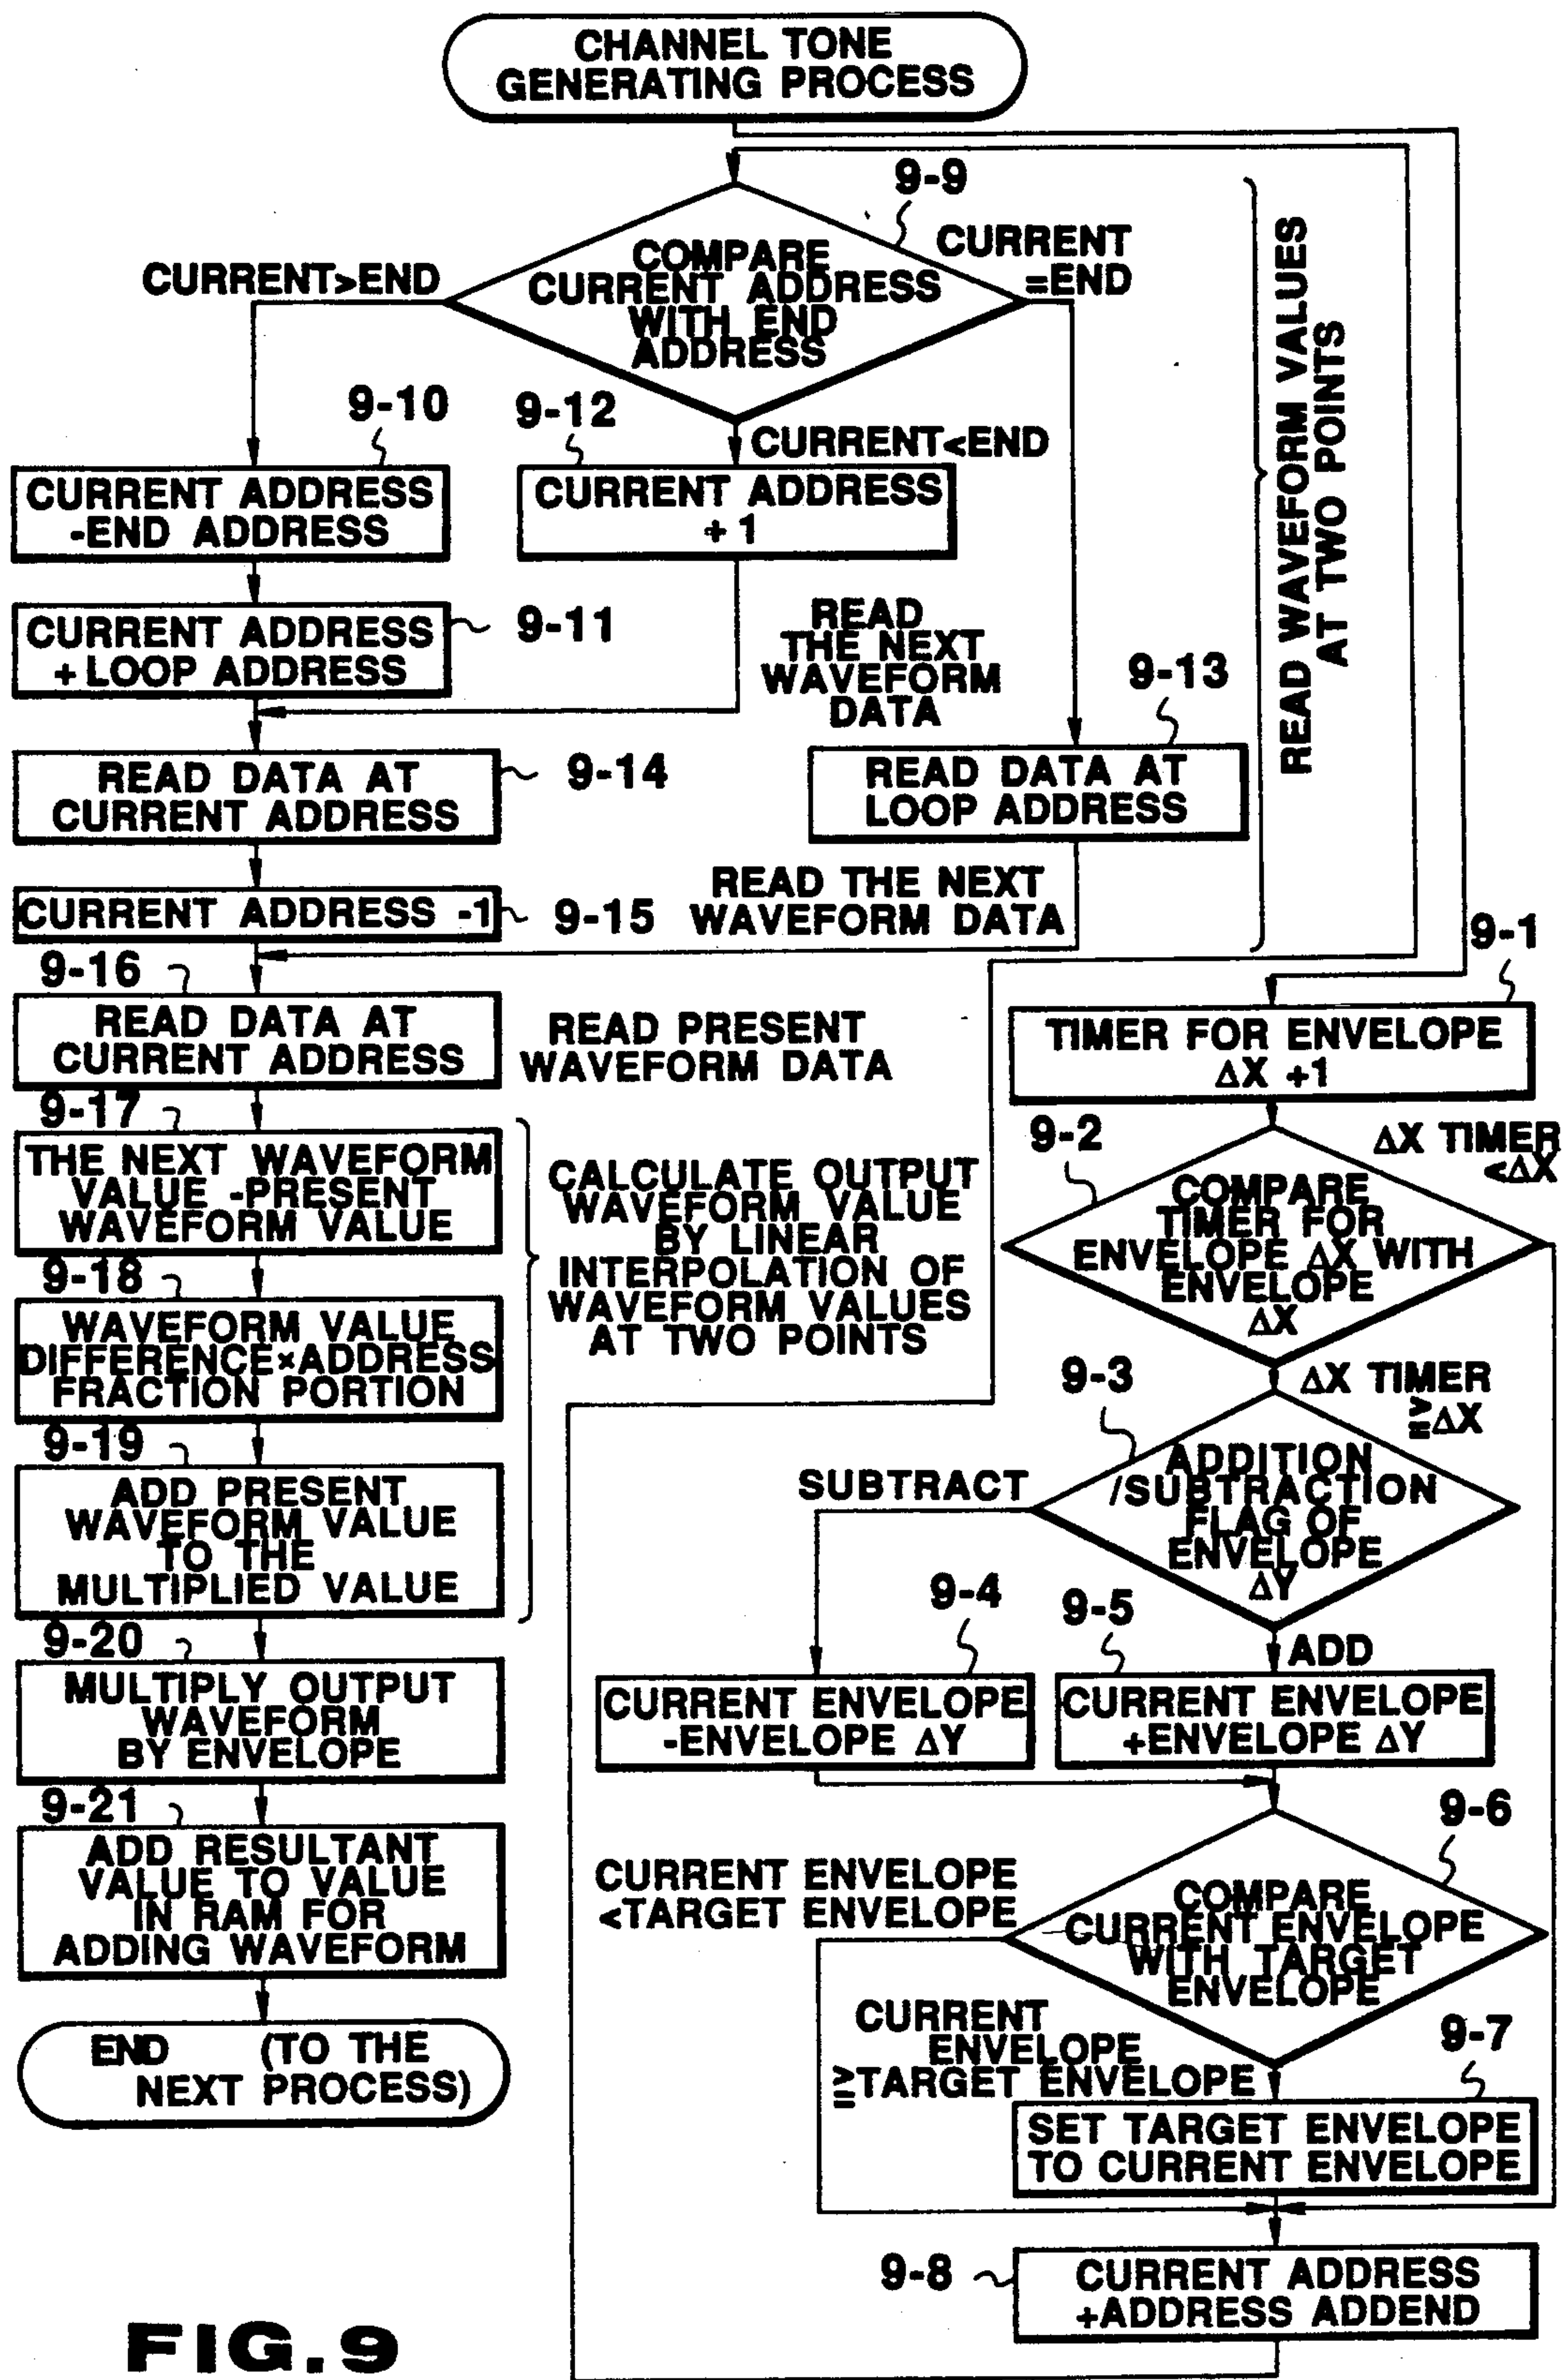 CHANNEL TONE
GENERATING PROCESS
9-9
COMPARE
CURRENT ADDRESS
WITH END
ADDRESS
CURRENT>END
CURRENT
=END
CURRENT<END
READ WAVEFORM VALUES
AT TWO POINTS
9-10
CURRENT ADDRESS
-END ADDRESS
9-12
CURRENT ADDRESS
+1
9-11
CURRENT ADDRESS
+LOOP ADDRESS
READ
THE NEXT
WAVEFORM
DATA
9-13
READ DATA AT
LOOP ADDRESS
9-14
READ DATA AT
CURRENT ADDRESS
READ THE NEXT
WAVEFORM DATA
CURRENT ADDRESS -1
9-15
9-16
READ DATA AT
CURRENT ADDRESS
READ PRESENT
WAVEFORM DATA
9-17
THE NEXT WAVEFORM
VALUE -PRESENT
WAVEFORM VALUE
CALCULATE OUTPUT
WAVEFORM VALUE
BY LINEAR
INTERPOLATION OF
WAVEFORM VALUES
AT TWO POINTS
9-18
WAVEFORM VALUE
DIFFERENCE×ADDRESS
FRACTION PORTION
9-19
ADD PRESENT
WAVEFORM VALUE
TO THE
MULTIPLIED VALUE
9-20
MULTIPLY OUTPUT
WAVEFORM
BY ENVELOPE
9-21
ADD RESULTANT
VALUE TO VALUE
IN RAM FOR
ADDING WAVEFORM
END (TO THE
NEXT PROCESS)
9-1
TIMER FOR ENVELOPE
ΔX +1
9-2
COMPARE
TIMER FOR
ENVELOPE ΔX WITH
ENVELOPE
ΔX
ΔX TIMER
<ΔX
ΔX TIMER
≧ΔX
9-3
ADDITION
/SUBTRACTION
FLAG OF
ENVELOPE
ΔY
SUBTRACT
ADD
9-4
CURRENT ENVELOPE
-ENVELOPE ΔY
9-5
CURRENT ENVELOPE
+ENVELOPE ΔY
9-6
COMPARE
CURRENT ENVELOPE
WITH TARGET
ENVELOPE
CURRENT ENVELOPE
<TARGET ENVELOPE
CURRENT
ENVELOPE
≧TARGET ENVELOPE
9-7
SET TARGET ENVELOPE
TO CURRENT ENVELOPE
9-8
CURRENT ADDRESS
+ADDRESS ADDEND
FIG.9